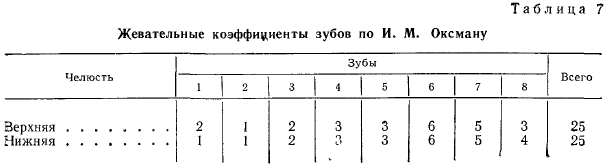 Таблица 7
Жевательные коэффициенты зубов по И. М. Оксману
Челюсть Зубы Всего
1 2 3 4 5 6 7 8
Верхняя . . . . . . . . . 2 1 2 3 3 6 5 3 25
Нижняя . . . . . . . . . 1 1 2 3 3 6 5 4 25